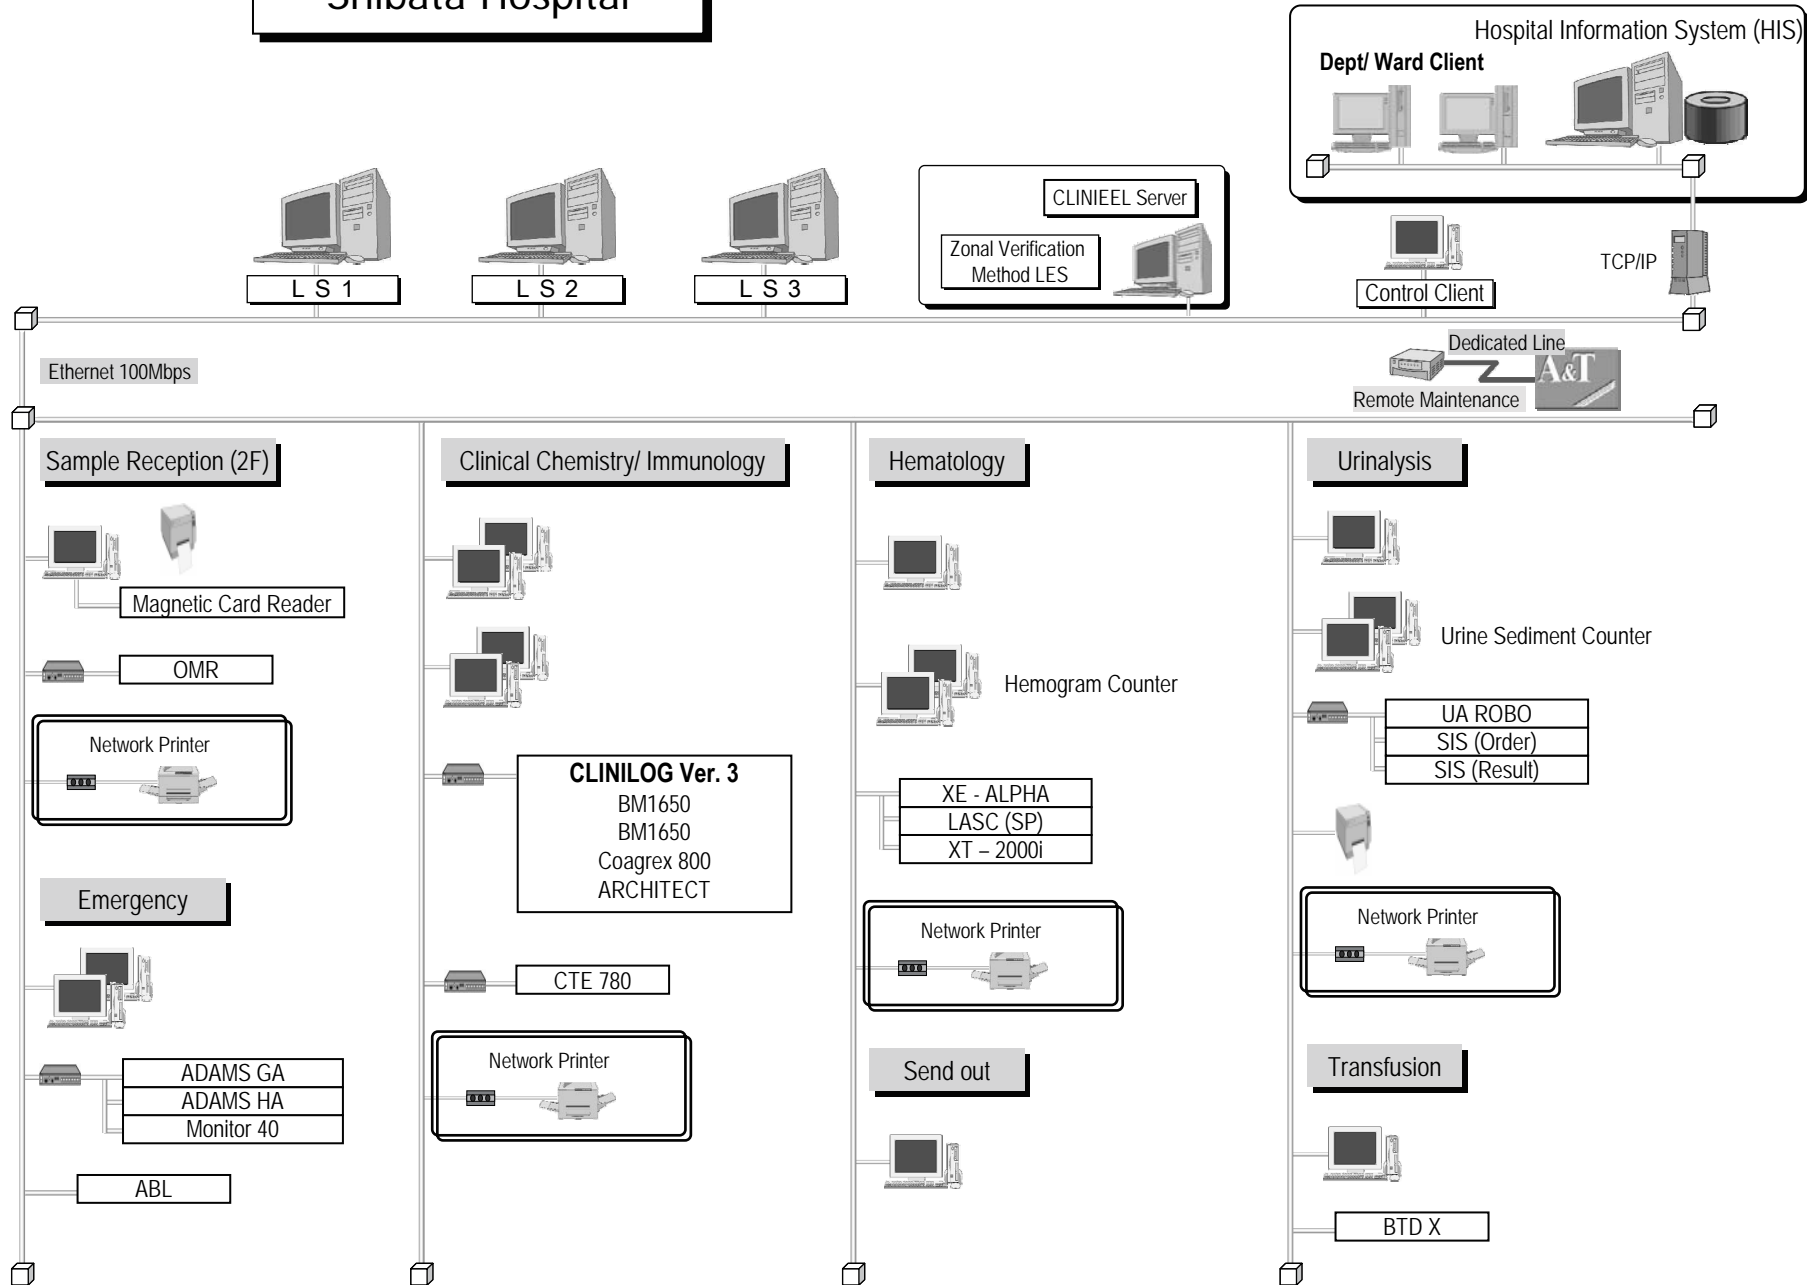 Shibata Hospital
Hospital Information System (HIS)
Dept/ Ward Client
CLINIEEL Server
Zonal Verification
Method LES
TCP/IP
L S 1
L S 2
L S 3
Control Client
Ethernet 100Mbps
Dedicated Line
A&T
Remote Maintenance
Sample Reception (2F)
Magnetic Card Reader
OMR
Network Printer
Emergency
ADAMS GA
ADAMS HA
Monitor 40
ABL
Clinical Chemistry/ Immunology
CLINILOG Ver. 3
BM1650
BM1650
Coagrex 800
ARCHITECT
CTE 780
Network Printer
Hematology
Hemogram Counter
XE - ALPHA
LASC (SP)
XT – 2000i
Network Printer
Send out
Urinalysis
Urine Sediment Counter
UA ROBO
SIS (Order)
SIS (Result)
Network Printer
Transfusion
BTD X